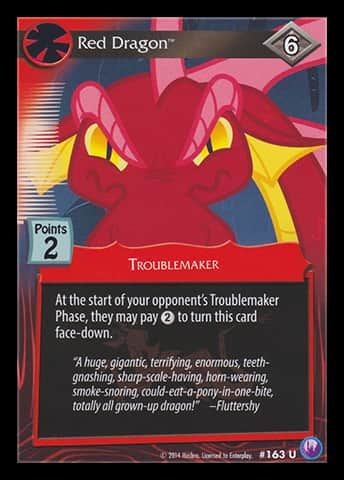 Red Dragon™
6
Points
2
TROUBLEMAKER
At the start of your opponent's Troublemaker
Phase, they may pay 2 to turn this card
face-down.
“A huge, gigantic, terrifying, enormous, teeth-
gnashing, sharp-scale-having, horn-wearing,
smoke-snoring, could-eat-a-pony-in-one-bite,
totally all grown-up dragon!” –Fluttershy
© 2014 Hasbro. Licensed to Enterplay.
#163 U